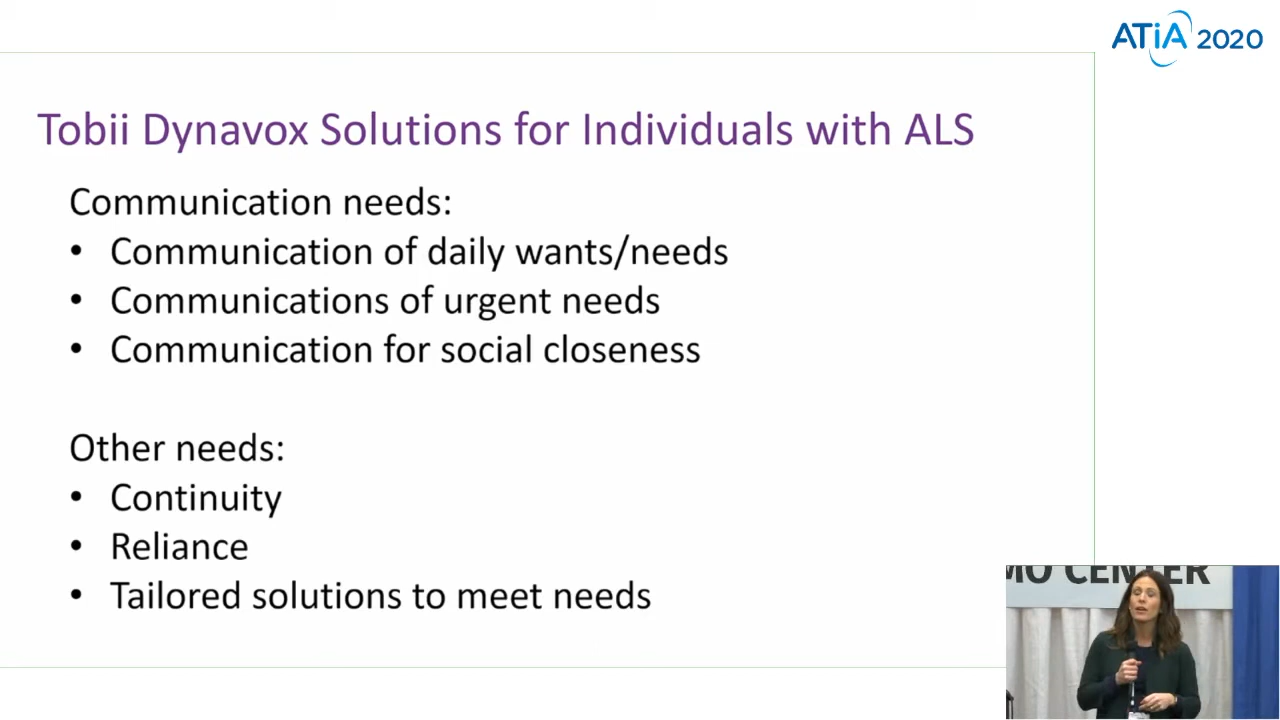 ATiA 2020
Tobii Dynavox Solutions for Individuals with ALS
Communication needs:
• Communication of daily wants/needs
• Communications of urgent needs
• Communication for social closeness
Other needs:
• Continuity
• Reliance
• Tailored solutions to meet needs
CENTER